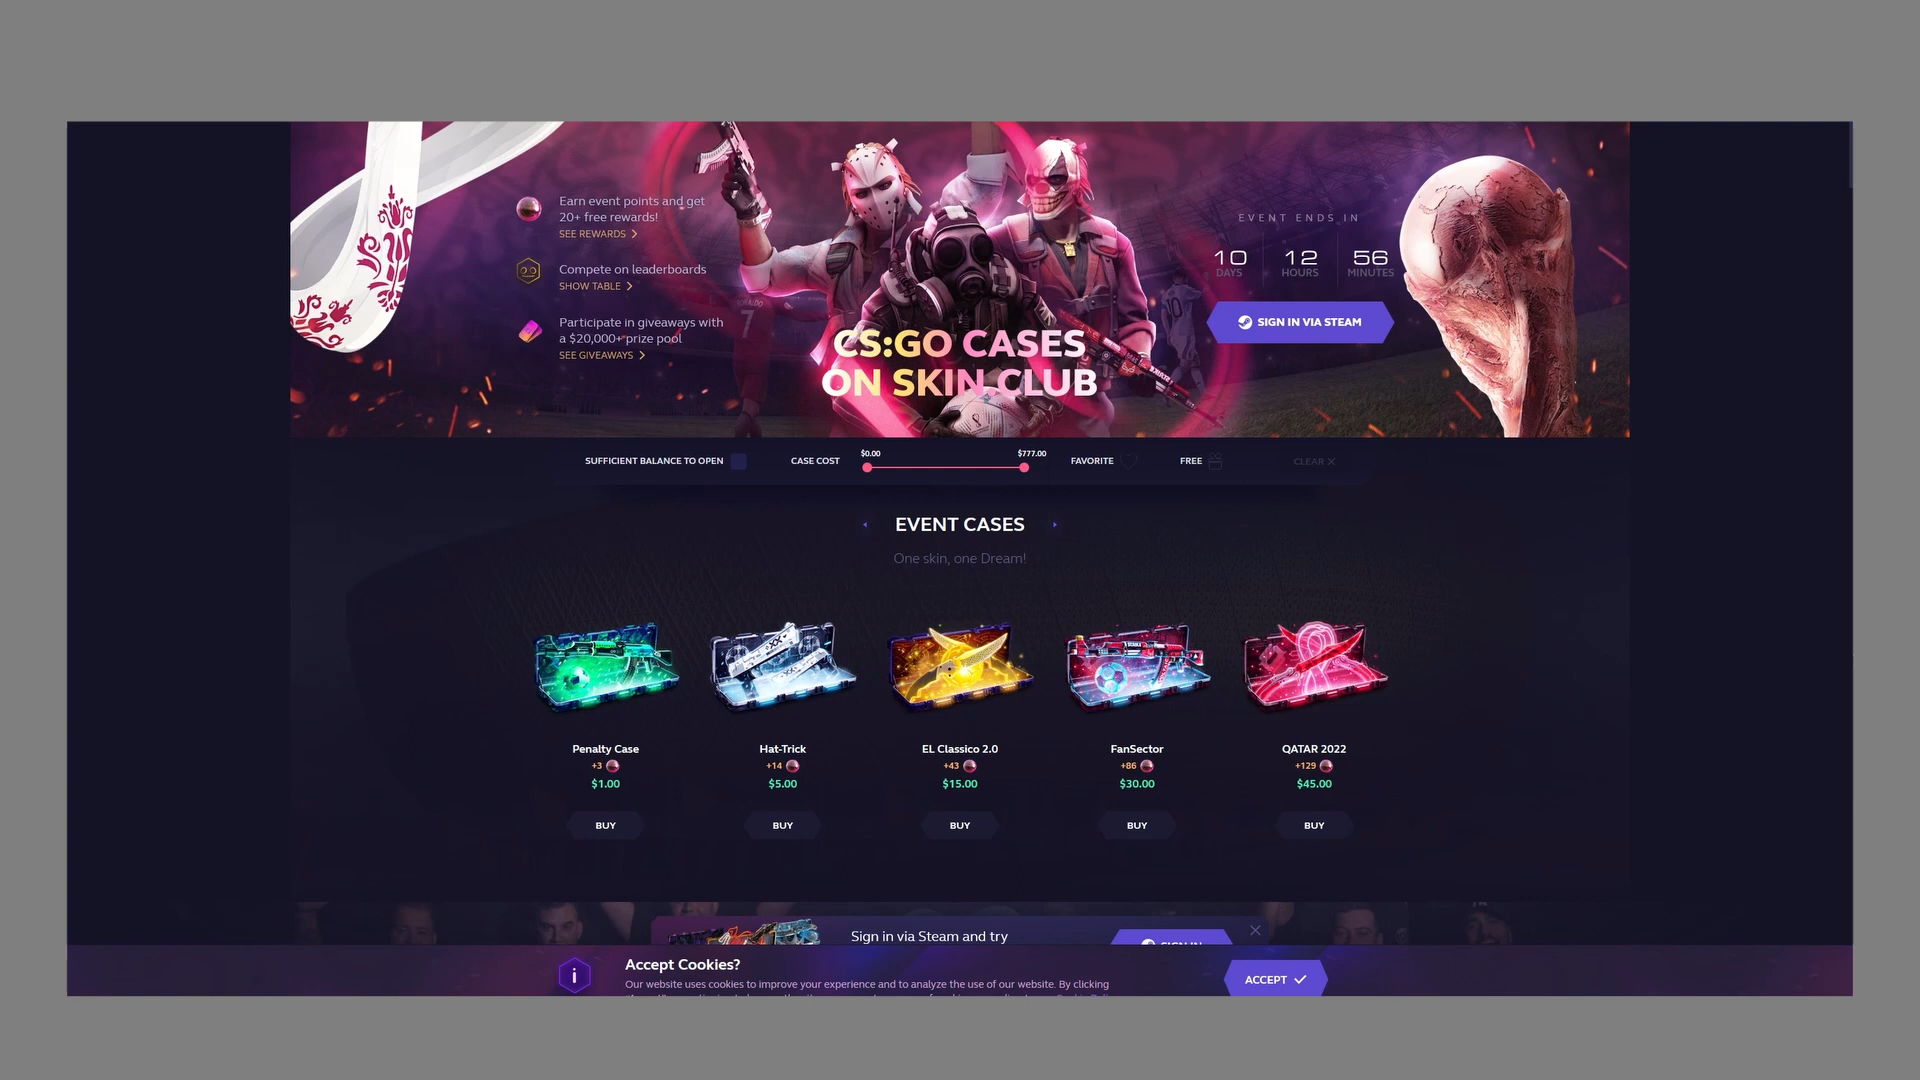 Earn event points and get
20+ free rewards!
SEE REWARDS
Compete on leaderboards
SHOW TABLE
Participate in giveaways with
a $20,000+ prize pool
SEE GIVEAWAYS
RONALDO
7
CS:GO CASES
ON SKIN CLUB
10
EVENT ENDS IN
10 12 56
DAYS HOURS MINUTES
SIGN IN VIA STEAM
SUFFICIENT BALANCE TO OPEN
CASE COST
$0.00 $777.00
FAVORITE
FREE
CLEAR
EVENT CASES
One skin, one Dream!
Penalty Case
+3
$1.00
BUY
Hat-Trick
+14
$5.00
BUY
EL Classico 2.0
+43
$15.00
BUY
FanSector
+86
$30.00
BUY
QATAR 2022
+129
$45.00
BUY
Sign in via Steam and try
SIGN IN
Accept Cookies?
Our website uses cookies to improve your experience and to analyze the use of our website. By clicking
ACCEPT